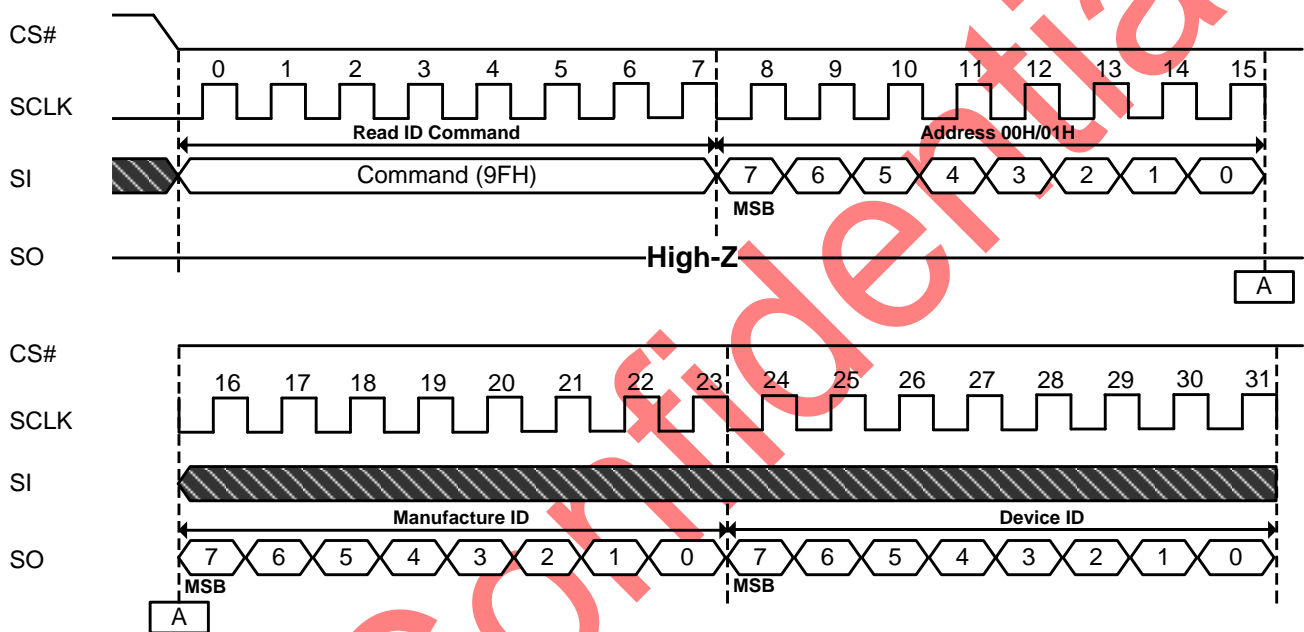 CS#
0 1 2 3 4 5 6 7 8 9 10 11 12 13 14 15
SCLK
Read ID Command Address 00H/01H
SI Command (9FH) 7 6 5 4 3 2 1 0
MSB
SO High-Z
A
CS#
16 17 18 19 20 21 22 23 24 25 26 27 28 29 30 31
SCLK
SI
Manufacture ID Device ID
SO 7 6 5 4 3 2 1 0 7 6 5 4 3 2 1 0
MSB MSB
A
confidentia